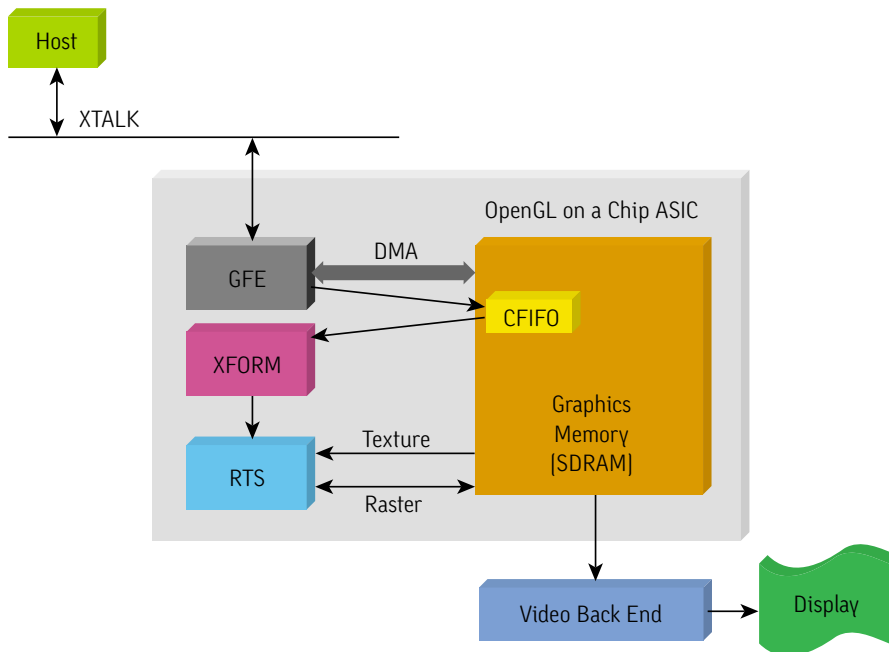 Host
XTALK
OpenGL on a Chip ASIC
DMA
GFE
CFIFO
XFORM
Graphics
Memory
(SDRAM)
Texture
RTS
Raster
Video Back End
Display